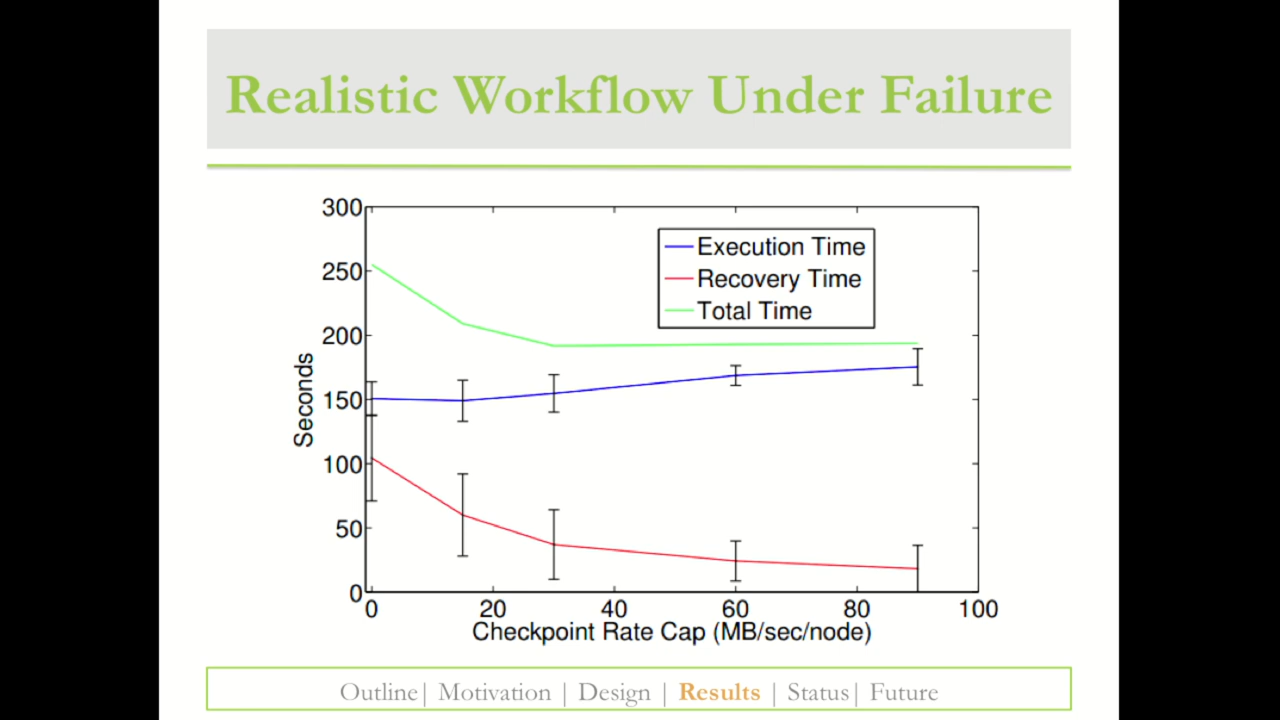 Realistic Workflow Under Failure
300
250
200
150
100
50
0
Seconds
Execution Time
Recovery Time
Total Time
0 20 40 60 80 100
Checkpoint Rate Cap (MB/sec/node)
Outline| Motivation | Design | Results | Status| Future